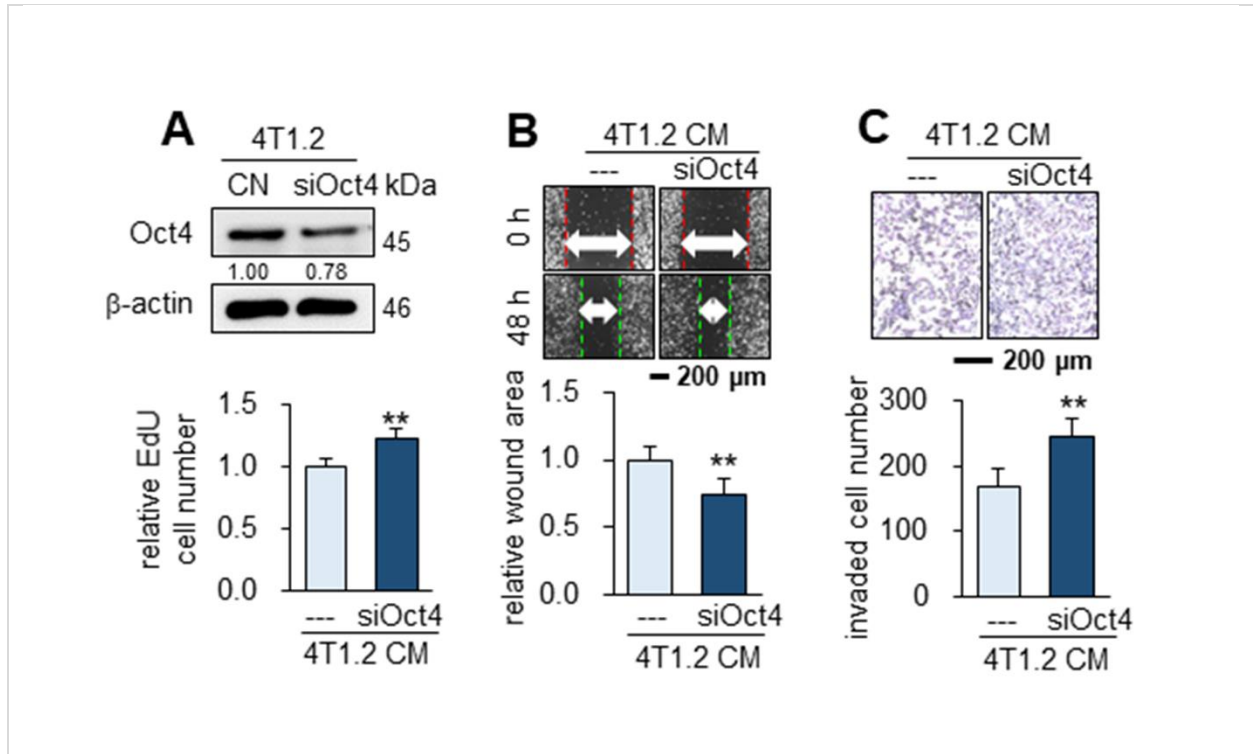 A
4T1.2
CN siOct4 kDa
Oct4 45
1.00 0.78
β-actin 46
1.5
1.0
0.5
0.0
relative EdU
cell number
**
--- siOct4
4T1.2 CM
B
4T1.2 CM
--- siOct4
0 h
48 h
200 µm
1.5
1.0
0.5
0.0
relative wound area
**
--- siOct4
4T1.2 CM
C
4T1.2 CM
--- siOct4
200 µm
300
200
100
0
invaded cell number
**
--- siOct4
4T1.2 CM